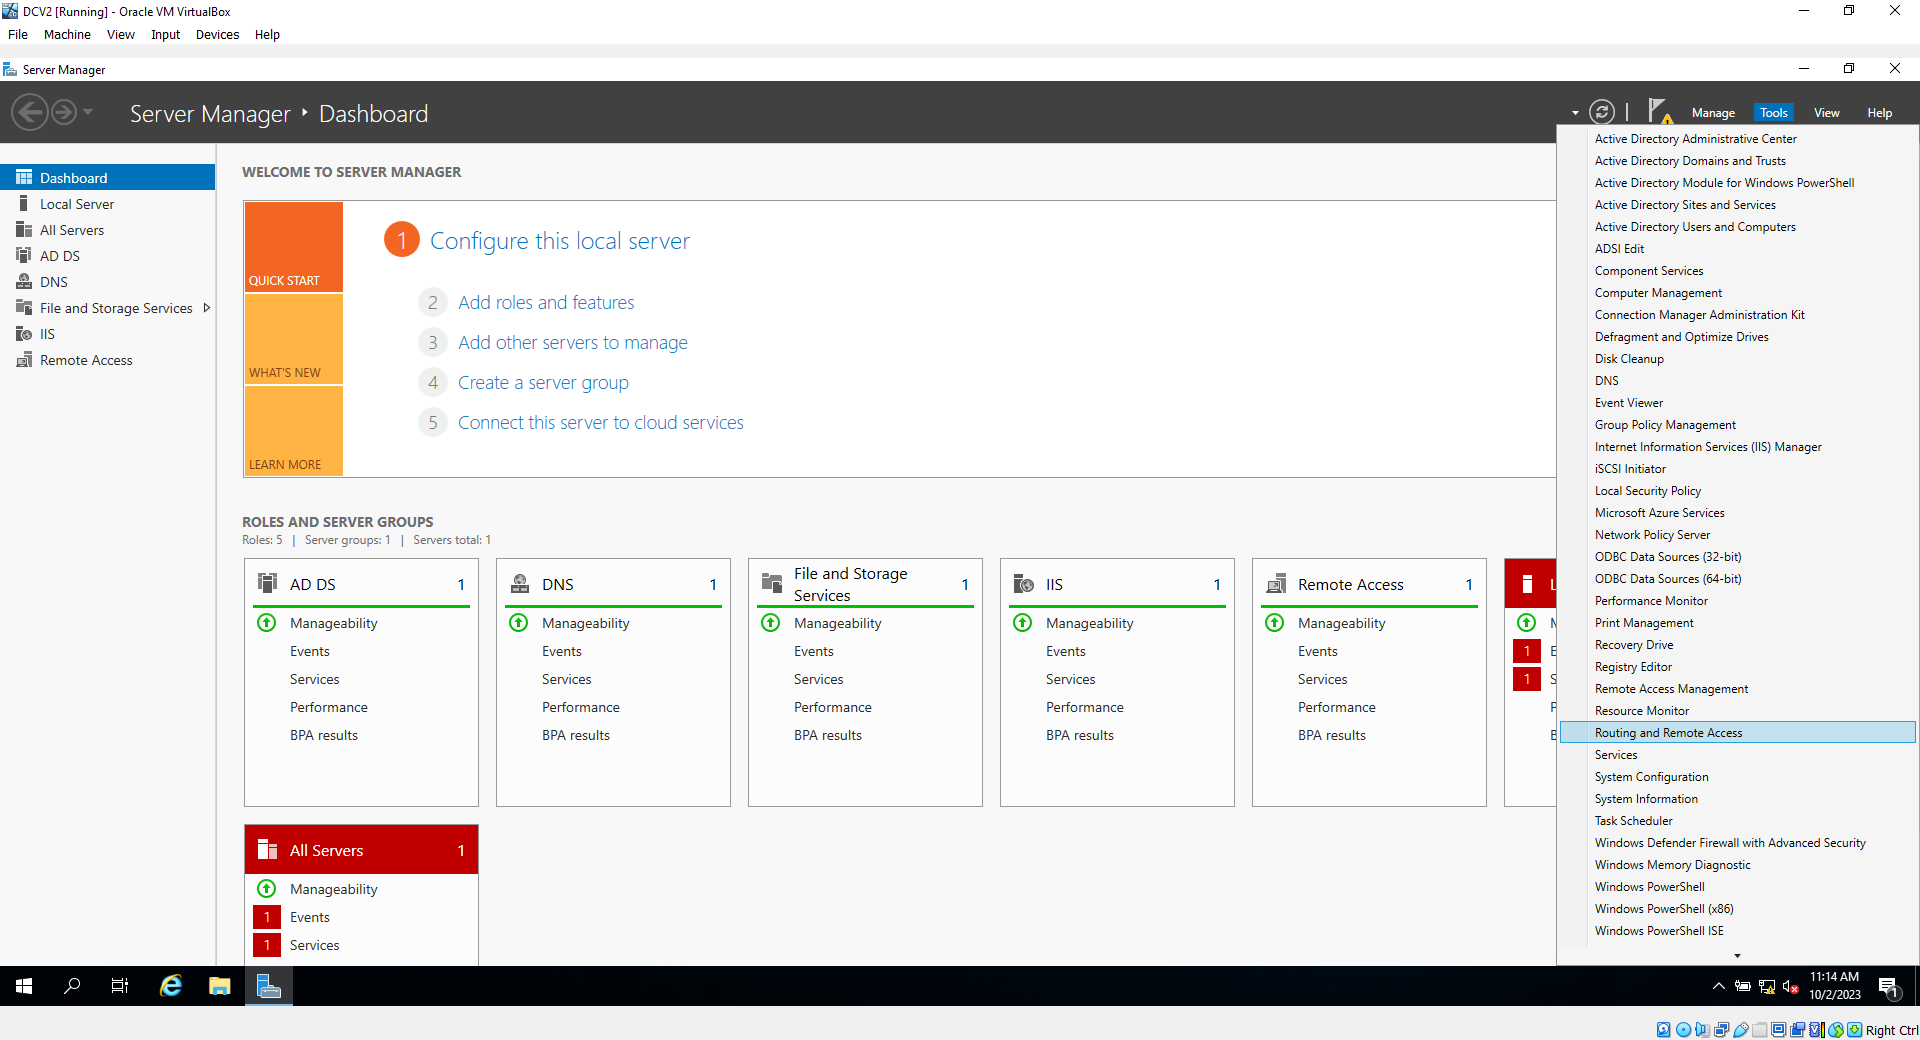 DCV2 [Running] - Oracle VM VirtualBox
File Machine View Input Devices Help
Server Manager
Server Manager ‣ Dashboard
Manage Tools View Help
Dashboard
Local Server
All Servers
AD DS
DNS
File and Storage Services
IIS
Remote Access
WELCOME TO SERVER MANAGER
QUICK START
WHAT'S NEW
LEARN MORE
1 Configure this local server
2 Add roles and features
3 Add other servers to manage
4 Create a server group
5 Connect this server to cloud services
ROLES AND SERVER GROUPS
Roles: 5 | Server groups: 1 | Servers total: 1
AD DS 1
Manageability
Events
Services
Performance
BPA results
DNS 1
Manageability
Events
Services
Performance
BPA results
File and Storage
Services 1
Manageability
Events
Services
Performance
BPA results
IIS 1
Manageability
Events
Services
Performance
BPA results
Remote Access 1
Manageability
Events
Services
Performance
BPA results
1
1
All Servers 1
Manageability
1 Events
1 Services
Active Directory Administrative Center
Active Directory Domains and Trusts
Active Directory Module for Windows PowerShell
Active Directory Sites and Services
Active Directory Users and Computers
ADSI Edit
Component Services
Computer Management
Connection Manager Administration Kit
Defragment and Optimize Drives
Disk Cleanup
DNS
Event Viewer
Group Policy Management
Internet Information Services (IIS) Manager
iSCSI Initiator
Local Security Policy
Microsoft Azure Services
Network Policy Server
ODBC Data Sources (32-bit)
ODBC Data Sources (64-bit)
Performance Monitor
Print Management
Recovery Drive
Registry Editor
Remote Access Management
Resource Monitor
Routing and Remote Access
Services
System Configuration
System Information
Task Scheduler
Windows Defender Firewall with Advanced Security
Windows Memory Diagnostic
Windows PowerShell
Windows PowerShell (x86)
Windows PowerShell ISE
11:14 AM
10/2/2023
1
Right Ctrl